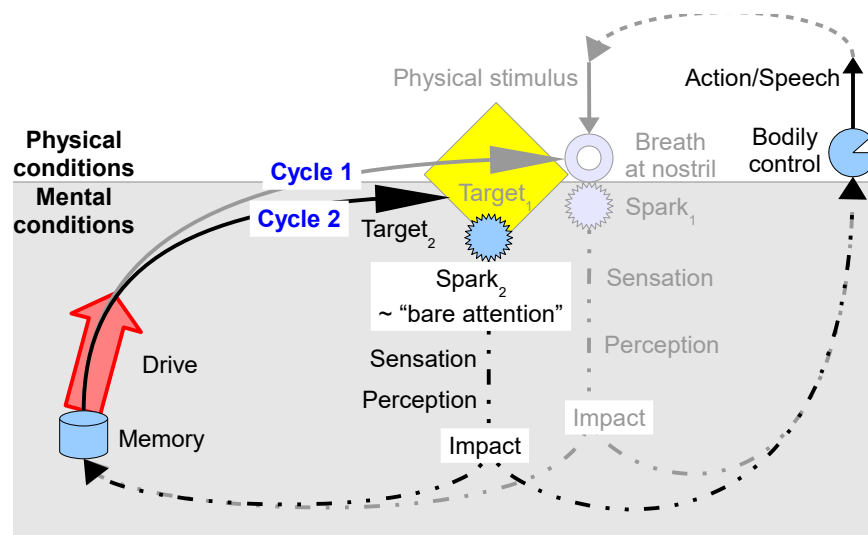 Physical stimulus
Action/Speech
Physical
conditions
Mental
conditions
Cycle 1
Cycle 2
Target₁
Target₂
Breath
at nostril
Bodily
control
Spark₁
Spark₂
~ “bare attention”
Sensation
Perception
Sensation
Perception
Drive
Memory
Impact
Impact